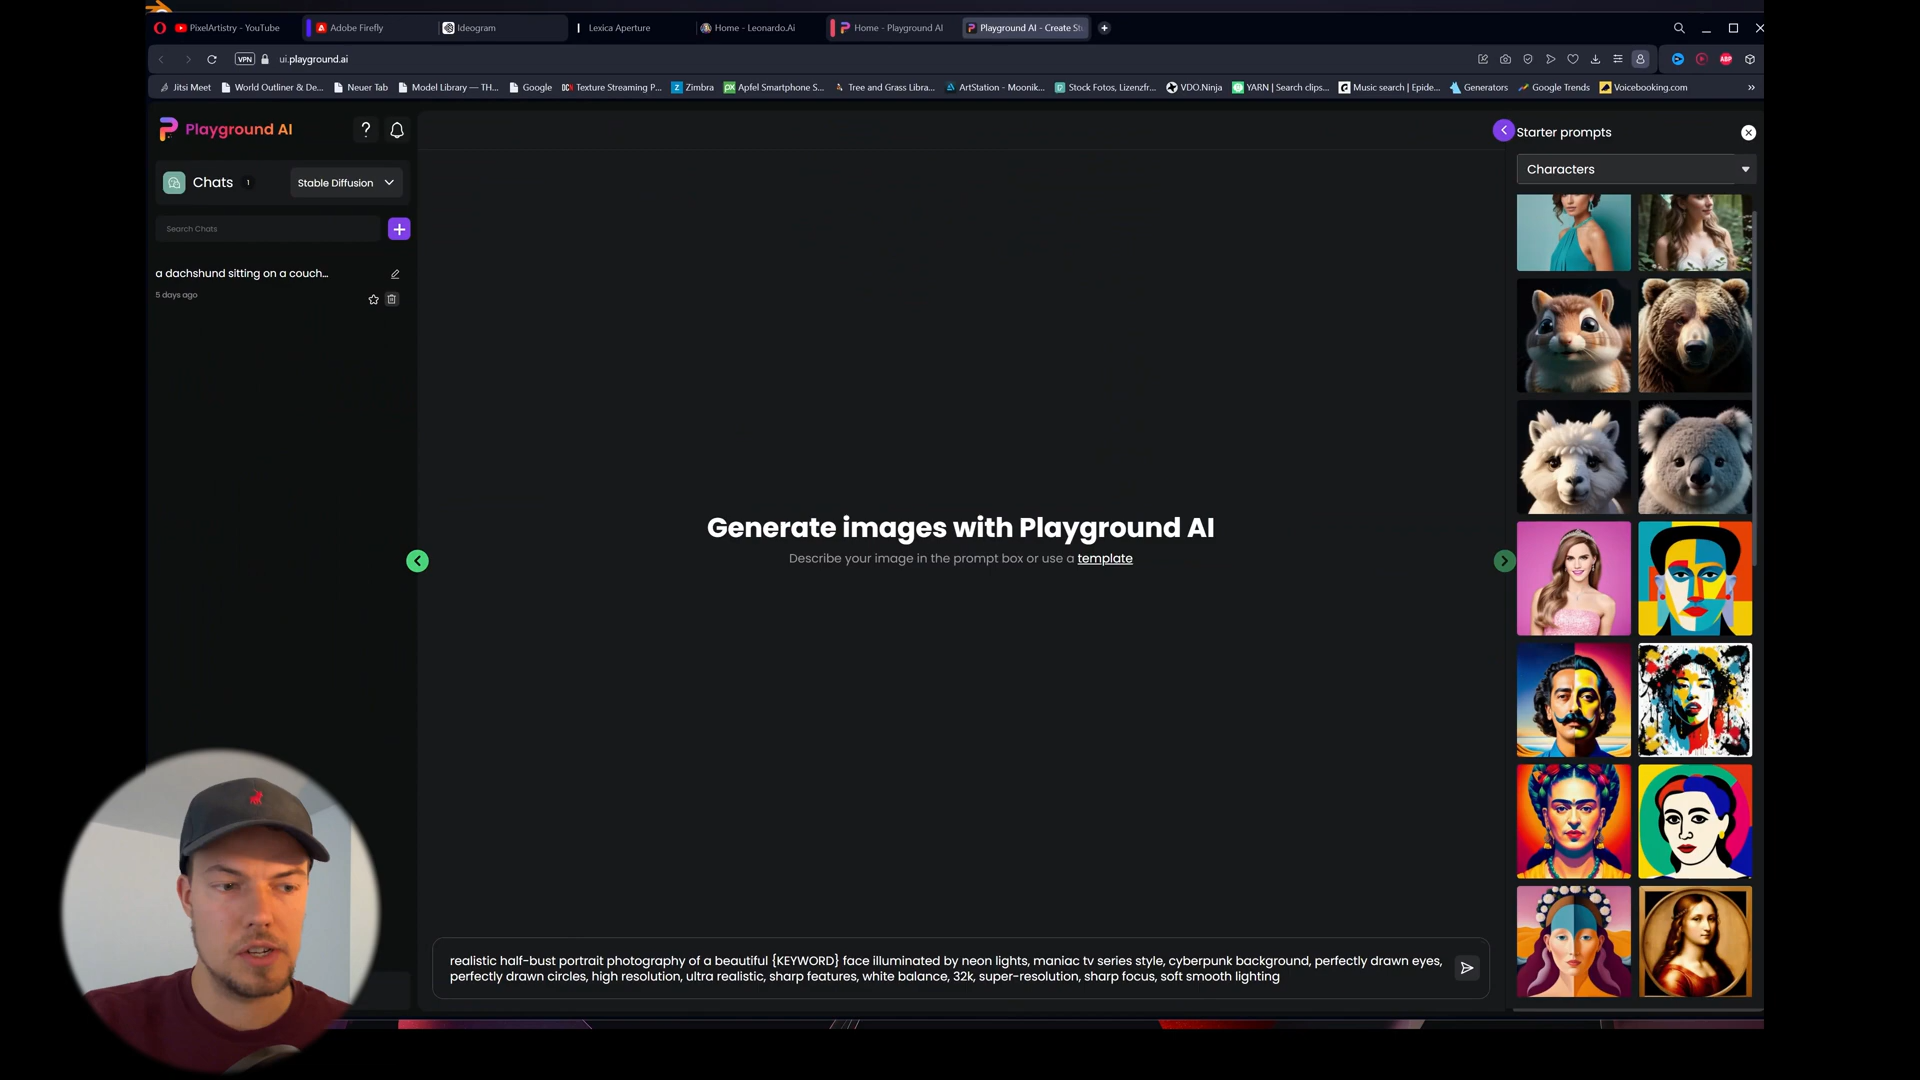 PixelArtistry - YouTube
Adobe Firefly
Ideogram
Lexica Aperture
Home - Leonardo.Ai
Home - Playground AI
Playground AI - Create St
VPN
ui.playground.ai
Jitsi Meet
World Outliner & De...
Neuer Tab
Model Library — TH...
Google
Texture Streaming P...
Zimbra
Apfel Smartphone S...
Tree and Grass Libra...
ArtStation - Moonik...
Stock Fotos, Lizenzfr...
VDO.Ninja
YARN | Search clips...
Music search | Epide...
Generators
Google Trends
Voicebooking.com
»
Playground AI
?
Starter prompts
Characters
Chats 1
Stable Diffusion
Search Chats
a dachshund sitting on a couch...
5 days ago
Generate images with Playground AI
Describe your image in the prompt box or use a template
realistic half-bust portrait photography of a beautiful {KEYWORD} face illuminated by neon lights, maniac tv series style, cyberpunk background, perfectly drawn eyes,
perfectly drawn circles, high resolution, ultra realistic, sharp features, white balance, 32k, super-resolution, sharp focus, soft smooth lighting